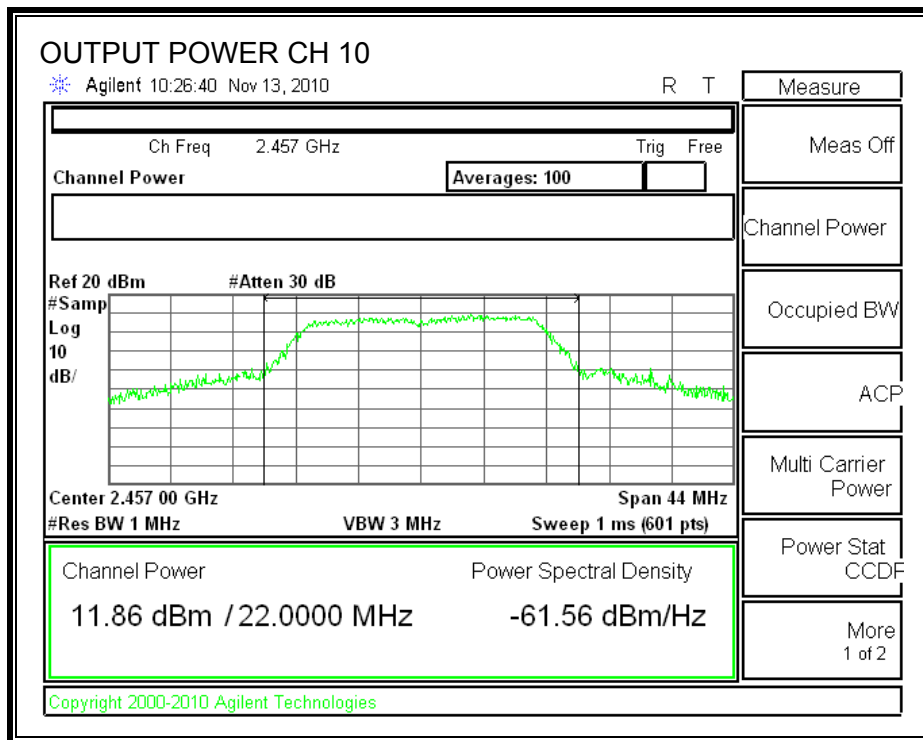 OUTPUT POWER CH 10
Agilent 10:26:40 Nov 13, 2010 R T
Measure
Ch Freq 2.457 GHz Trig Free
Meas Off
Channel Power Averages: 100
Channel Power
Ref 20 dBm #Atten 30 dB
#Samp
Log
10
dB/
Occupied BW
ACP
Multi Carrier
Power
Center 2.457 00 GHz Span 44 MHz
#Res BW 1 MHz VBW 3 MHz Sweep 1 ms (601 pts)
Power Stat
CCDF
Channel Power Power Spectral Density
11.86 dBm / 22.0000 MHz -61.56 dBm/Hz
More
1 of 2
Copyright 2000-2010 Agilent Technologies